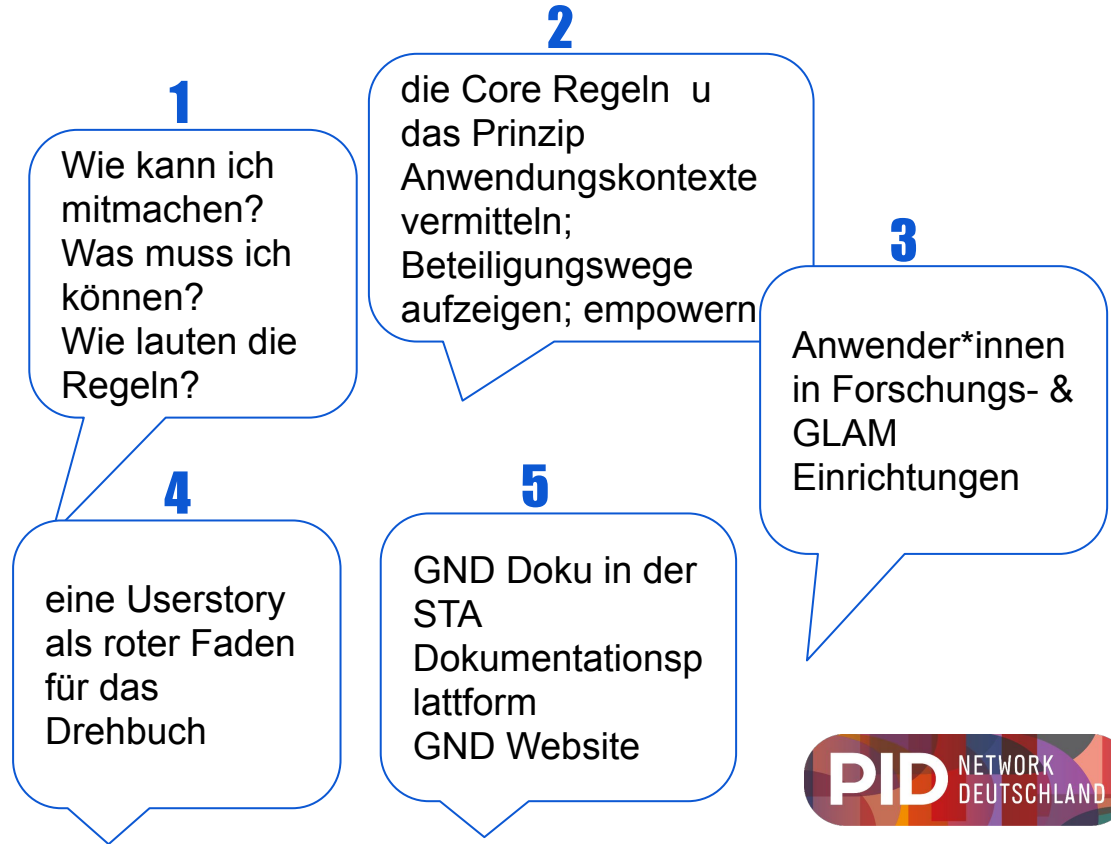 1
Wie kann ich
mitmachen?
Was muss ich
können?
Wie lauten die
Regeln?
2
die Core Regeln  u
das Prinzip
Anwendungskontexte
vermitteln;
Beteiligungswege
aufzeigen; empowern
3
Anwender*innen
in Forschungs- &
GLAM
Einrichtungen
4
eine Userstory
als roter Faden
für das
Drehbuch
5
GND Doku in der
STA
Dokumentationsp
lattform
GND Website
PID NETWORK
DEUTSCHLAND